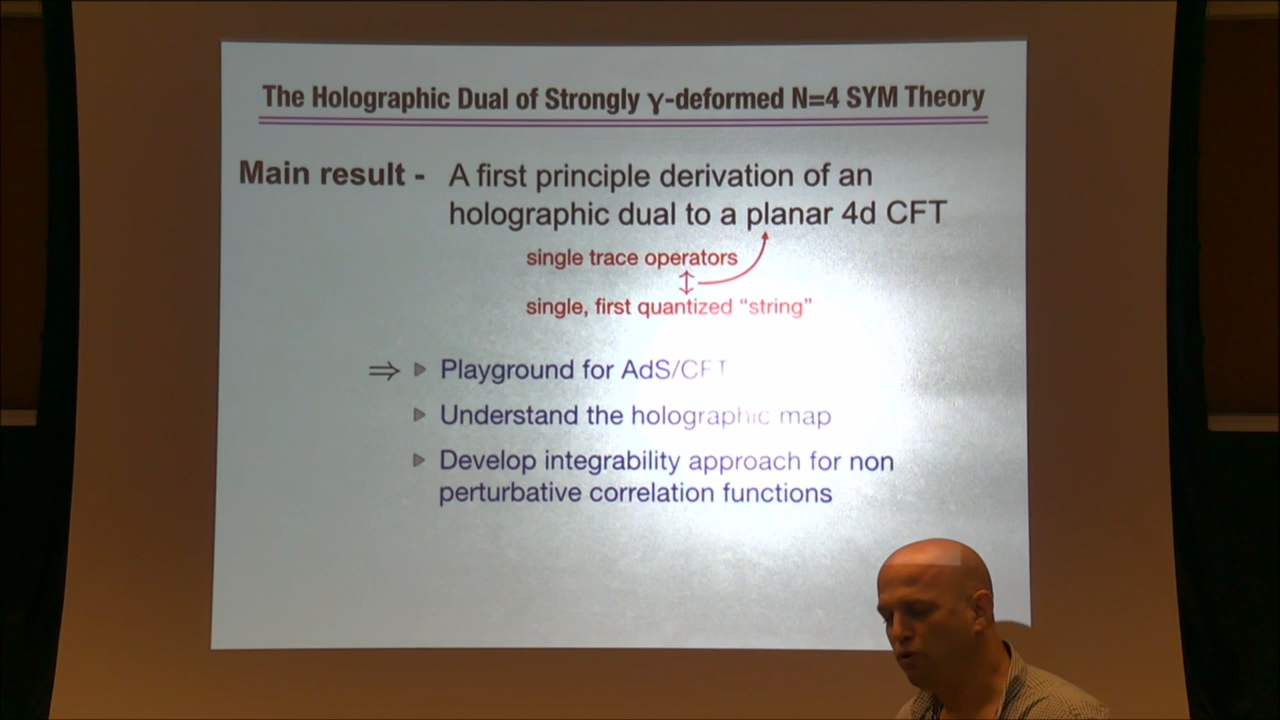 The Holographic Dual of Strongly γ-deformed N=4 SYM Theory
Main result - A first principle derivation of an
holographic dual to a planar 4d CFT
single trace operators
↕
single, first quantized “string”
⇒ ▹ Playground for AdS/CFT
▹ Understand the holographic map
▹ Develop integrability approach for non
perturbative correlation functions